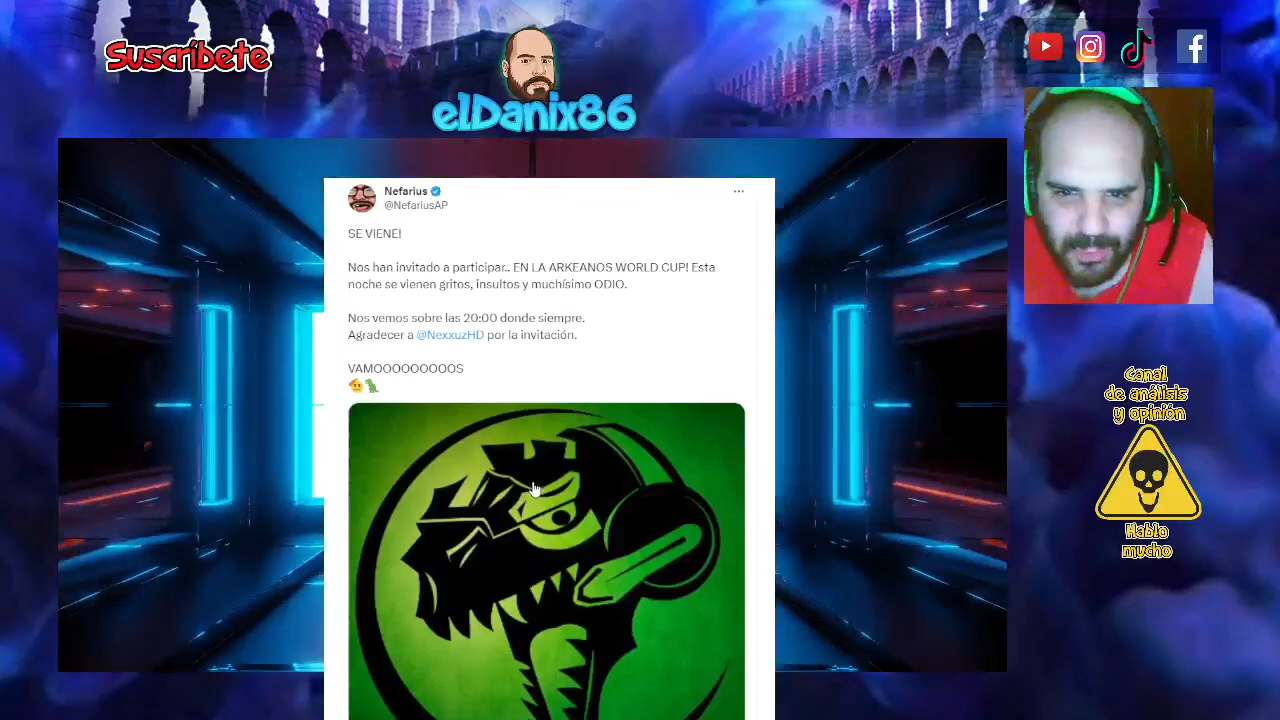 Suscríbete
elDanix86
Nefarius
@NefariusAP
SE VIENE!
Nos han invitado a participar.. EN LA ARKEANOS WORLD CUP! Esta
noche se vienen gritos, insultos y muchísimo ODIO.
Nos vemos sobre las 20:00 donde siempre.
Agradecer a @NexxuzHD por la invitación.
VAMOOOOOOOOOS
Canal
de análisis
y opinión
Hablo
mucho